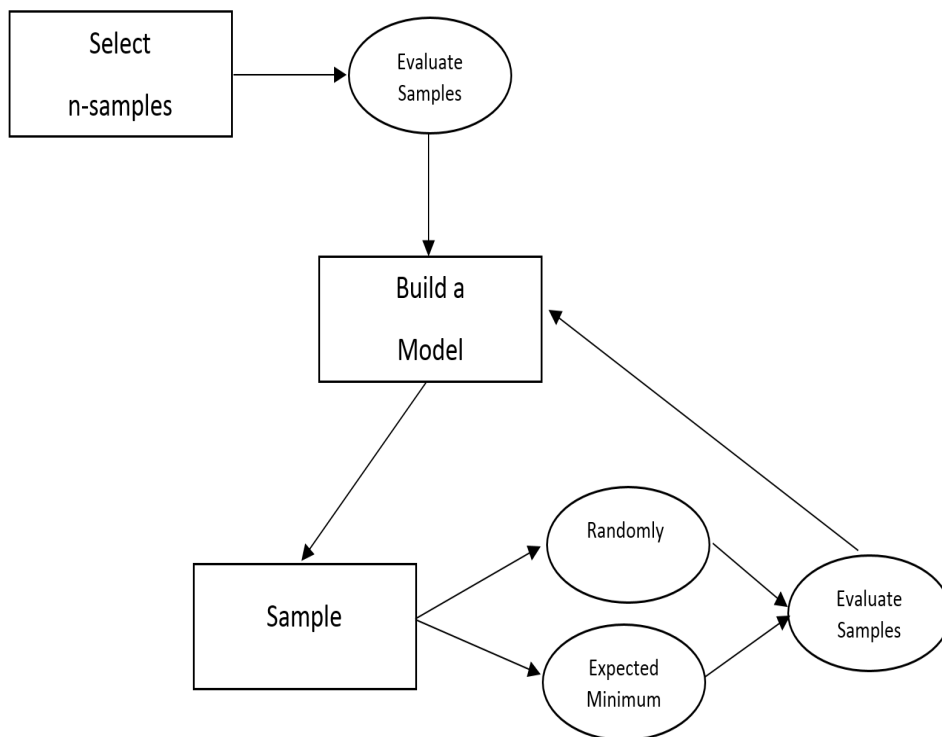 Select
n-samples
Evaluate
Samples
Build a
Model
Sample
Randomly
Expected
Minimum
Evaluate
Samples